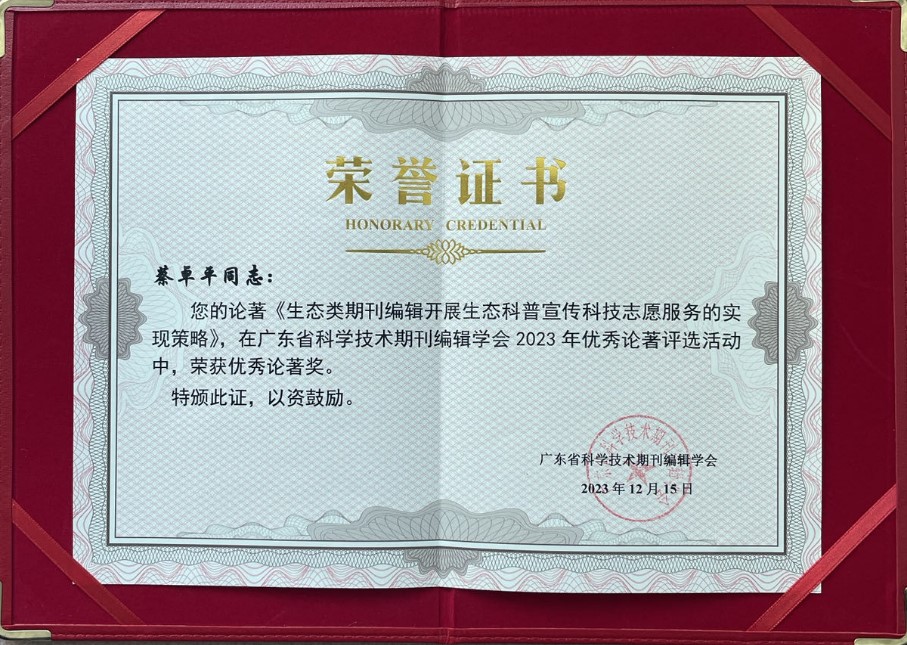 荣誉证书
HONORARY CREDENTIAL
蔡卓平同志：
您的论著《生态类期刊编辑开展生态科普宣传科技志愿服务的实
现策略》，在广东省科学技术期刊编辑学会 2023 年优秀论著评选活动
中，荣获优秀论著奖。
特颁此证，以资鼓励。
广东省科学技术期刊编辑学会
2023 年 12 月 15 日